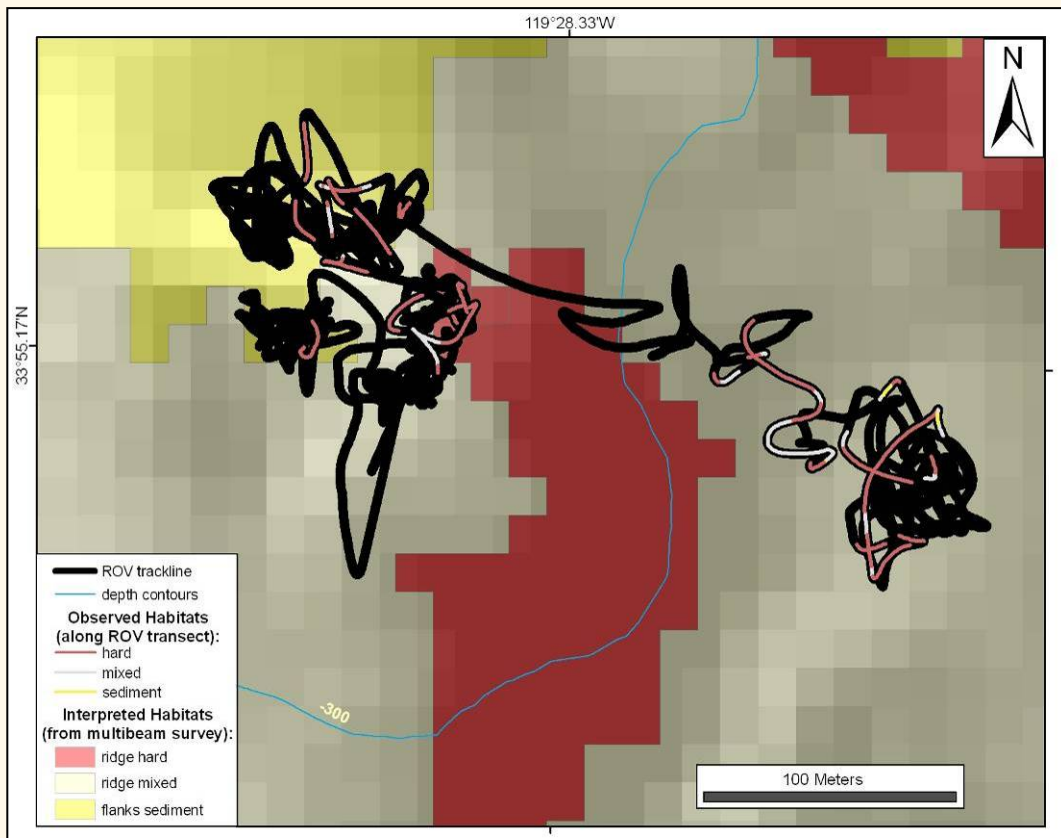 119°28.33'W
N
33°55.17'N
-300
ROV trackline
depth contours
Observed Habitats
(along ROV transect):
hard
mixed
sediment
Interpreted Habitats
(from multibeam survey):
ridge hard
ridge mixed
flanks sediment
100 Meters